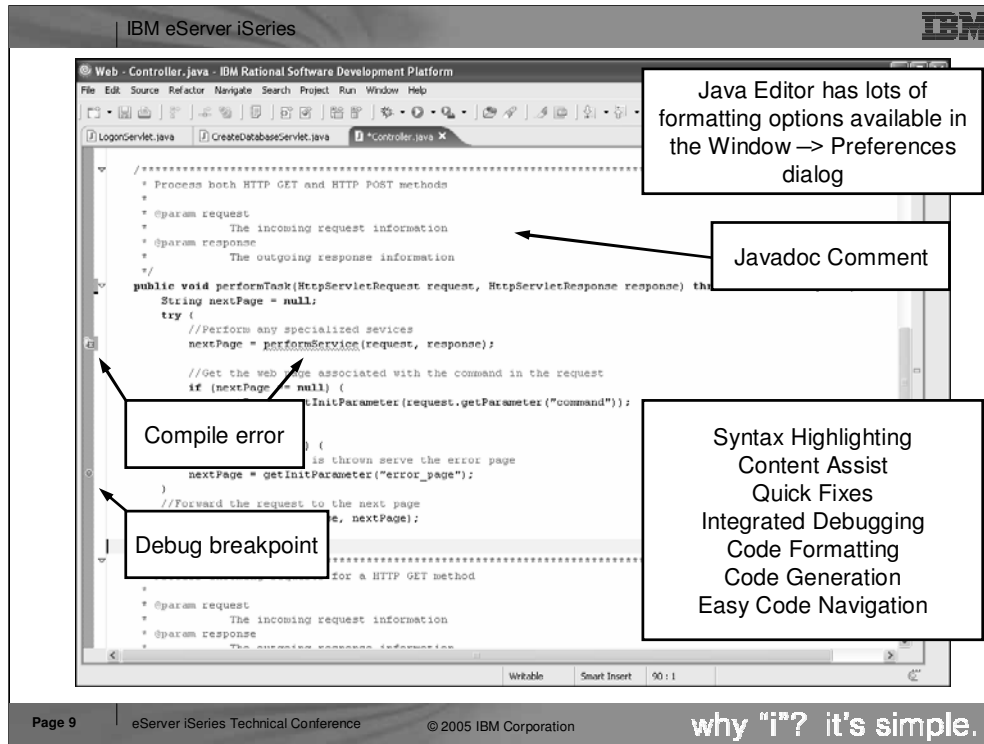 IBM eServer iSeries
IBM
Web - Controller.java - IBM Rational Software Development Platform
File Edit Source Refactor Navigate Search Project Run Window Help
LogonServlet.java CreateDatabaseServlet.java *Controller.java
Java Editor has lots of
formatting options available in
the Window –> Preferences
dialog
* Process both HTTP GET and HTTP POST methods
*
* @param request
* The incoming request information
* @param response
* The outgoing response information
*/
Javadoc Comment
public void performTask(HttpServletRequest request, HttpServletResponse response)
String nextPage = null;
try {
//Perform any specialized sevices
nextPage = performService(request, response);
//Get the web page associated with the command in the request
if (nextPage == null) {
InitParameter(request.getParameter("command"));
Compile error
) {
is thrown serve the error page
nextPage = getInitParameter("error_page");
}
//Forward the request to the next page
, nextPage);
Debug breakpoint
for a HTTP GET method
*
* @param request
* The incoming request information
* @param response
* The outgoing response information
Syntax Highlighting
Content Assist
Quick Fixes
Integrated Debugging
Code Formatting
Code Generation
Easy Code Navigation
Writable Smart Insert 90 : 1
Page 9 eServer iSeries Technical Conference © 2005 IBM Corporation why "i"? it's simple.